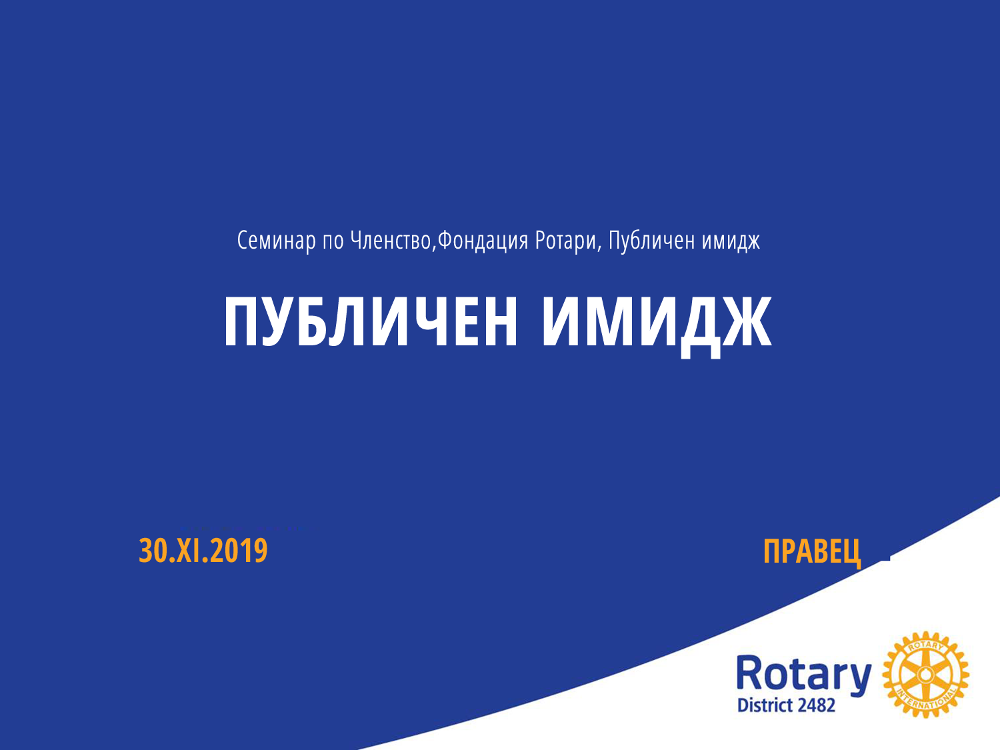 Семинар по Членство,Фондация Ротари, Публичен имидж
ПУБЛИЧЕН ИМИДЖ
30.XI.2019
ПРАВЕЦ
Rotary
District 2482
ROTARY
INTERNATIONAL